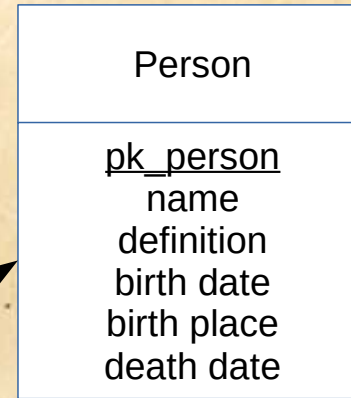 Person
pk_person
name
definition
birth date
birth place
death date